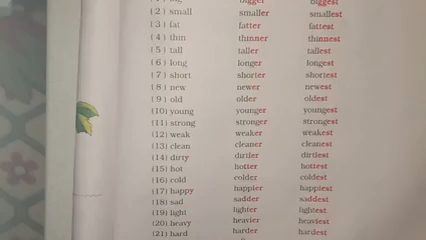 bigger biggest
(2) small smaller smallest
(3) fat fatter fattest
(4) thin thinner thinnest
(5) tall taller tallest
(6) long longer longest
(7) short shorter shortest
(8) new newer newest
(9) old older oldest
(10) young younger youngest
(11) strong stronger strongest
(12) weak weaker weakest
(13) clean cleaner cleanest
(14) dirty dirtier dirtiest
(15) hot hotter hottest
(16) cold colder coldest
(17) happy happier happiest
(18) sad sadder saddest
(19) light lighter lightest
(20) heavy heavier heaviest
(21) hard harder hardest